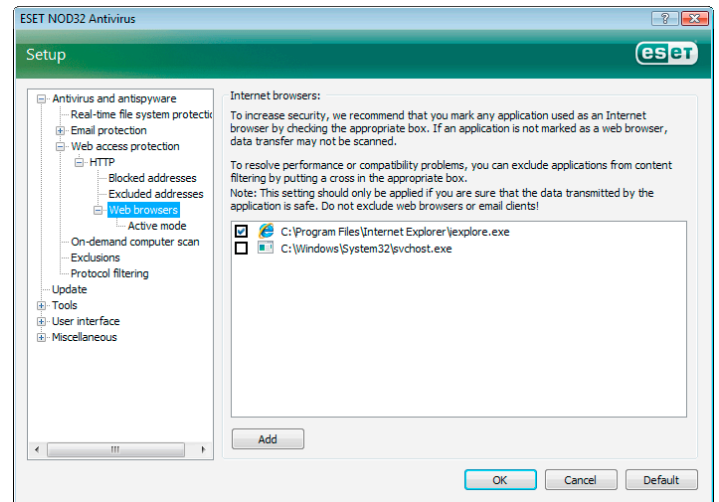 ESET NOD32 Antivirus
Setup
eset
Antivirus and antispyware
Real-time file system protectic
Email protection
Web access protection
HTTP
Blocked addresses
Excluded addresses
Web browsers
Active mode
On-demand computer scan
Exclusions
Protocol filtering
Update
Tools
User interface
Miscellaneous
Internet browsers:
To increase security, we recommend that you mark any application used as an Internet
browser by checking the appropriate box. If an application is not marked as a web browser,
data transfer may not be scanned.
To resolve performance or compatibility problems, you can exclude applications from content
filtering by putting a cross in the appropriate box.
Note: This setting should only be applied if you are sure that the data transmitted by the
application is safe. Do not exclude web browsers or email clients!
C:\Program Files\Internet Explorer\iexplore.exe
C:\Windows\System32\svchost.exe
Add
OK
Cancel
Default